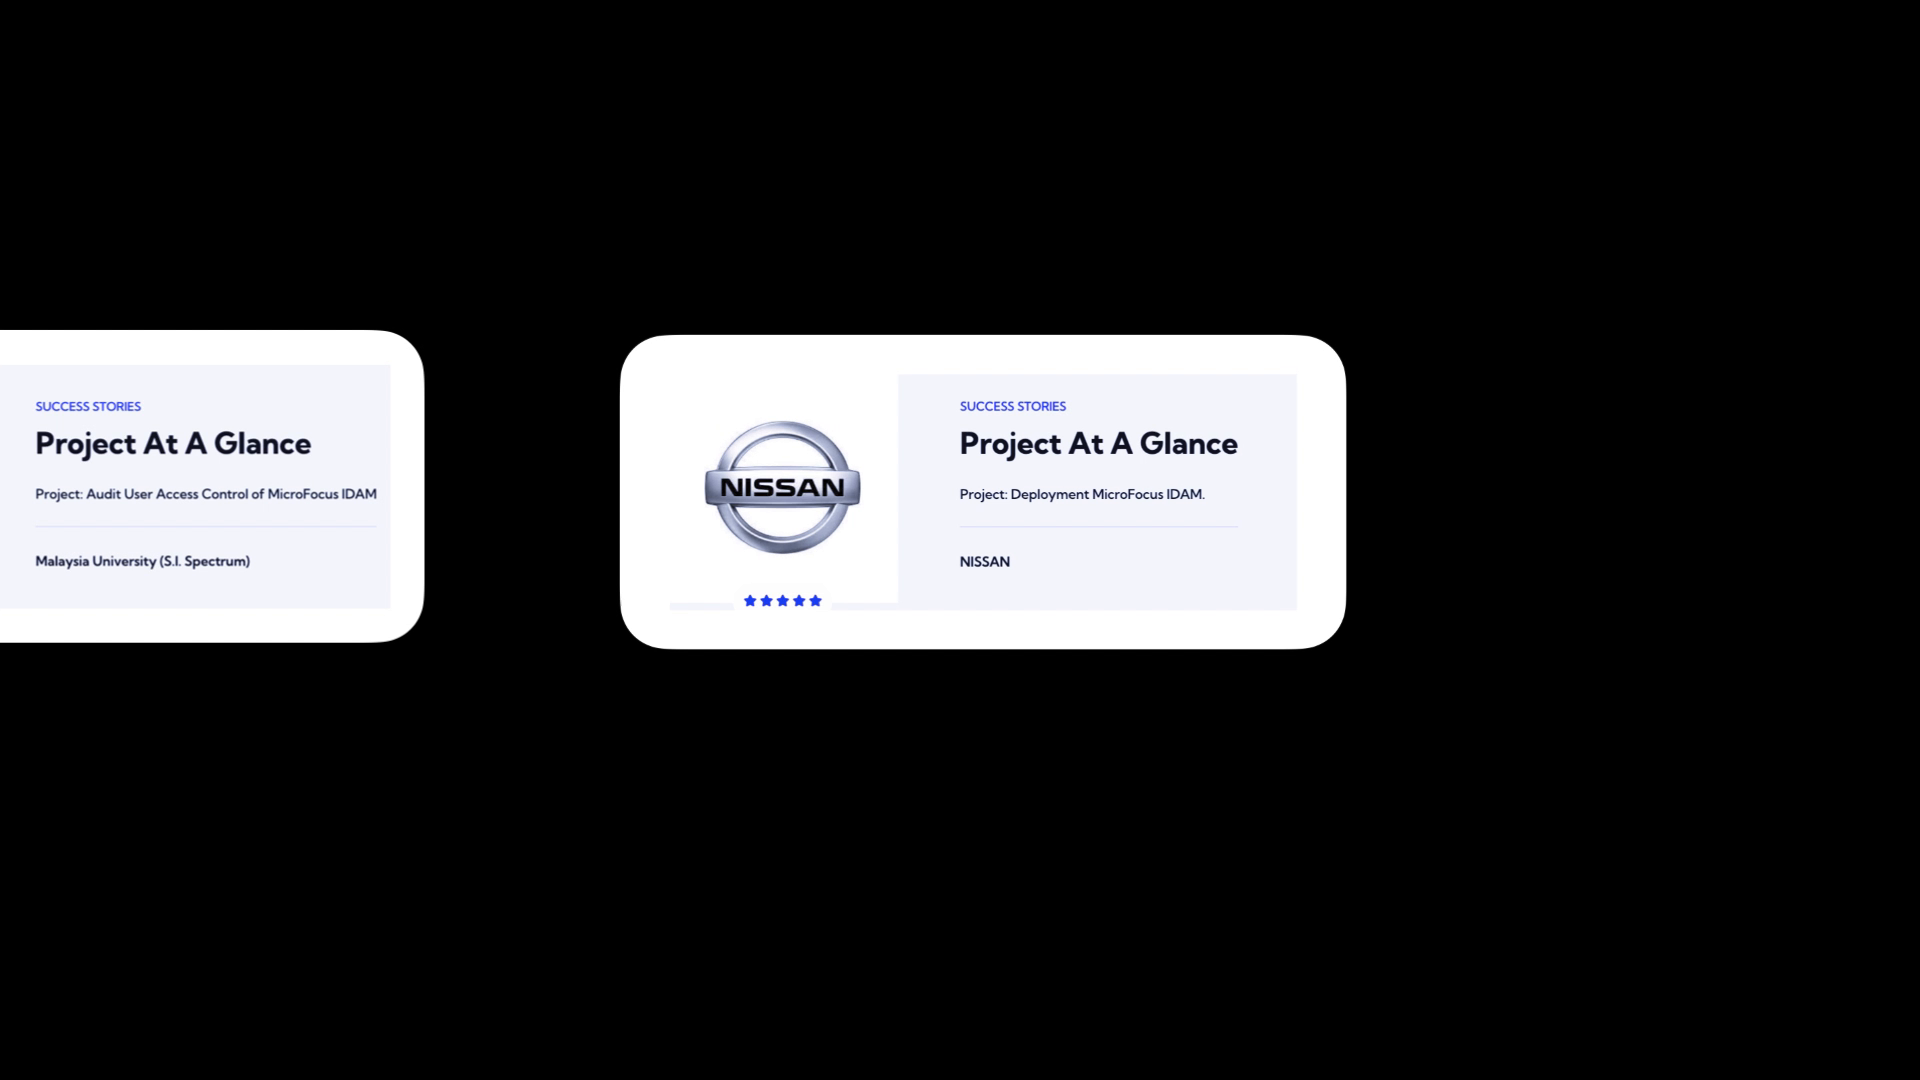 SUCCESS STORIES
Project At A Glance
Project: Audit User Access Control of MicroFocus IDAM
Malaysia University (S.I. Spectrum)
NISSAN
SUCCESS STORIES
Project At A Glance
Project: Deployment MicroFocus IDAM.
NISSAN